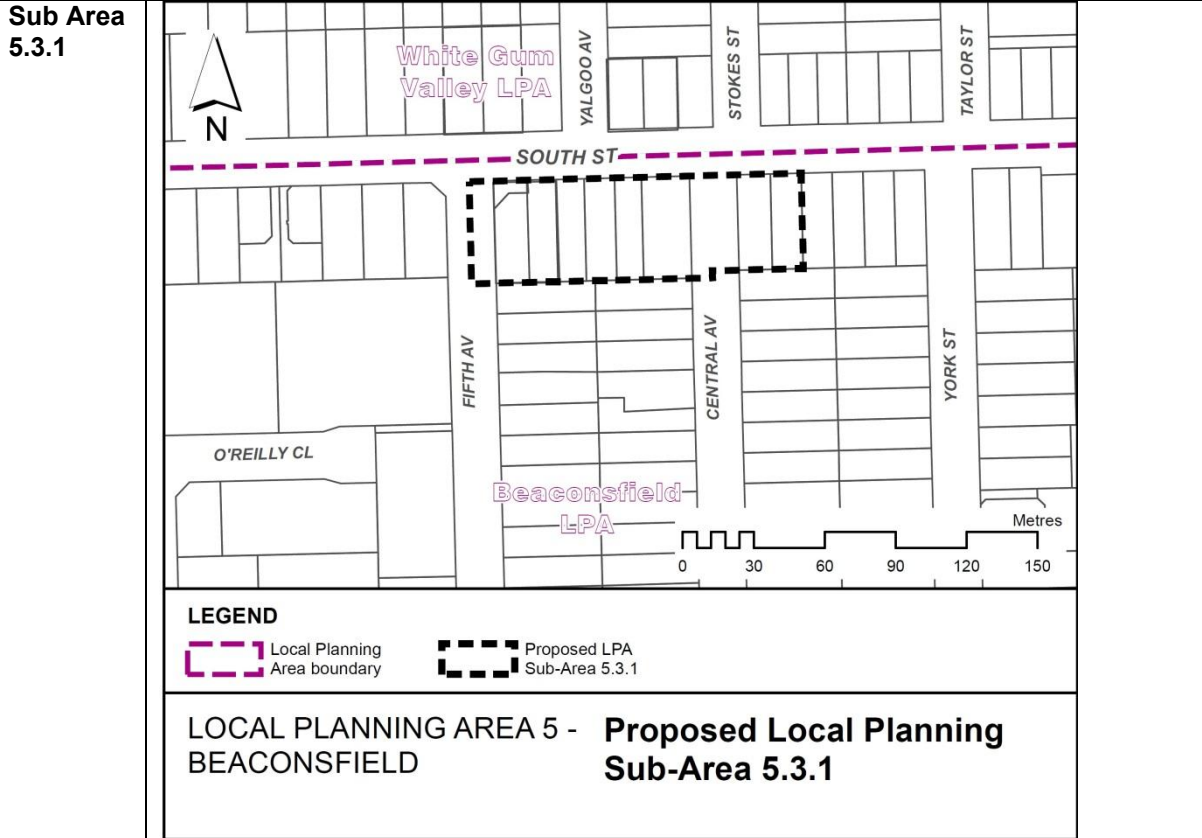 Sub Area
5.3.1
White Gum
Valley LPA
YALGOO AV
STOKES ST
TAYLOR ST
N
SOUTH ST
FIFTH AV
CENTRAL AV
YORK ST
O'REILLY CL
Beaconsfield
LPA
Metres
0 30 60 90 120 150
LEGEND
Local Planning
Area boundary
Proposed LPA
Sub-Area 5.3.1
LOCAL PLANNING AREA 5 -
BEACONSFIELD
Proposed Local Planning
Sub-Area 5.3.1